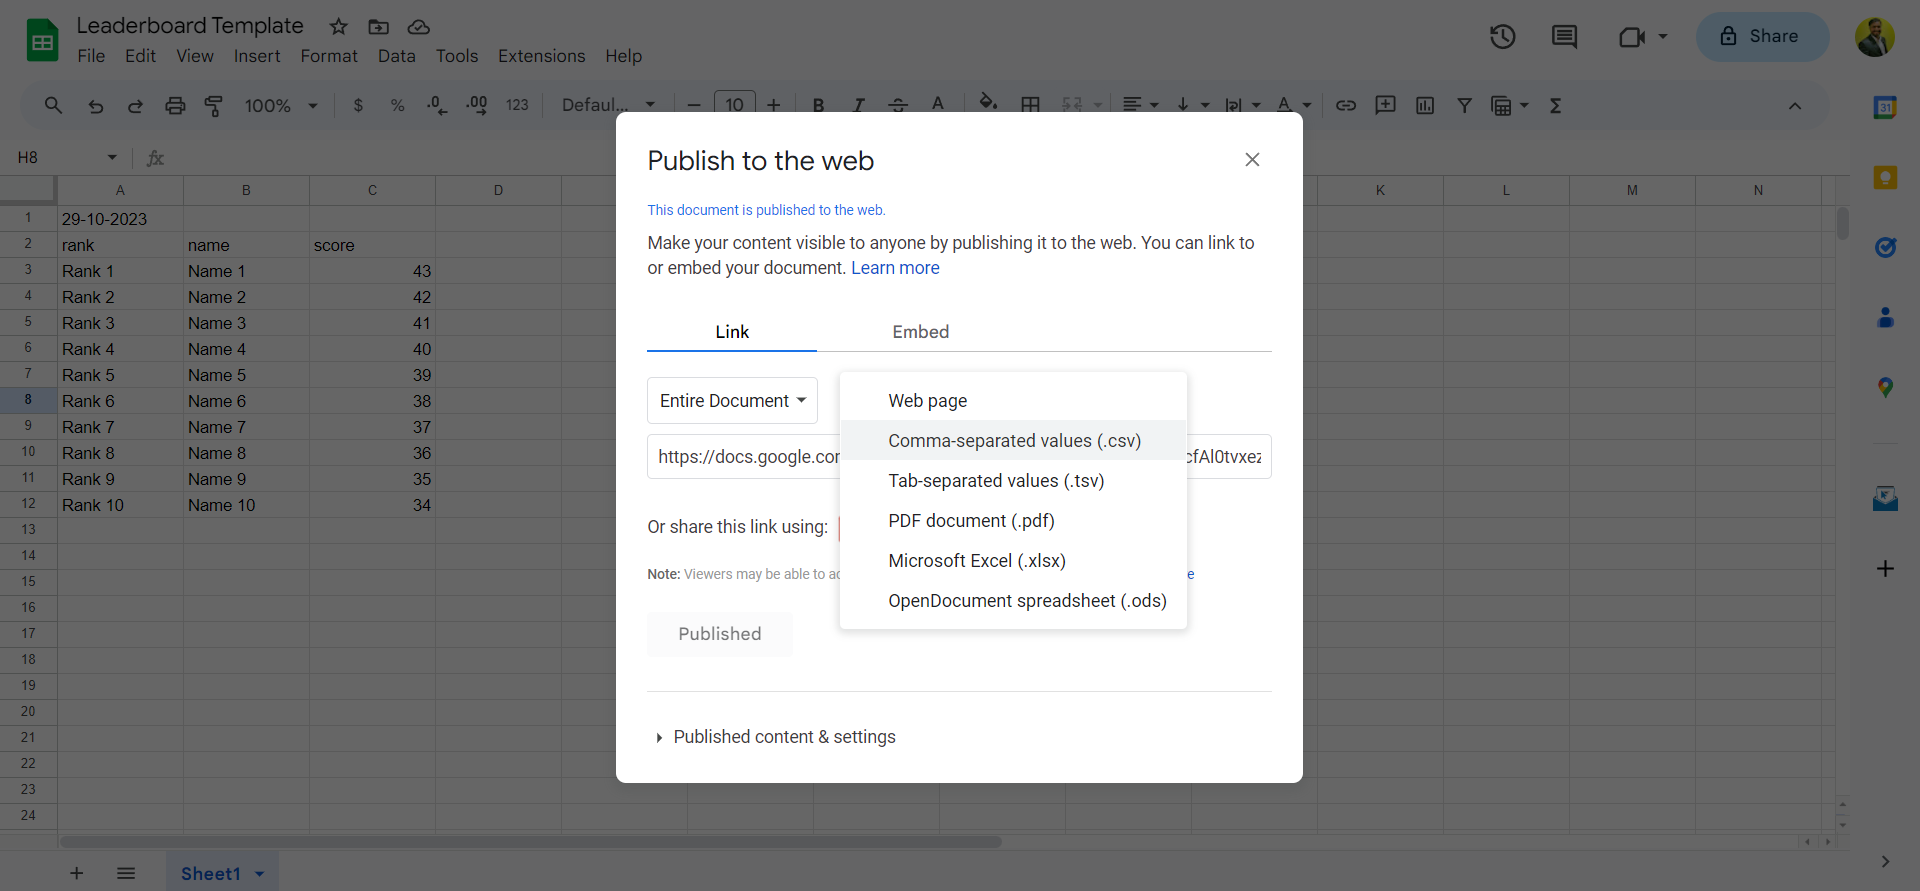 Leaderboard Template
File Edit View Insert Format Data Tools Extensions Help
Share
100% $ % .0 .00 123 Defaul... 10 B I A A Σ
31
H8 fx
A B C D K L M N
1 29-10-2023
2 rank name score
3 Rank 1 Name 1 43
4 Rank 2 Name 2 42
5 Rank 3 Name 3 41
6 Rank 4 Name 4 40
7 Rank 5 Name 5 39
8 Rank 6 Name 6 38
9 Rank 7 Name 7 37
10 Rank 8 Name 8 36
11 Rank 9 Name 9 35
12 Rank 10 Name 10 34
13
14
15
16
17
18
19
20
21
22
23
24
Sheet1
Publish to the web
This document is published to the web.
Make your content visible to anyone by publishing it to the web. You can link to
or embed your document. Learn more
Link Embed
Entire Document
Web page
Comma-separated values (.csv)
Tab-separated values (.tsv)
PDF document (.pdf)
Microsoft Excel (.xlsx)
OpenDocument spreadsheet (.ods)
https://docs.google.cor cfAl0tvxez
Or share this link using:
Note: Viewers may be able to ac e
Published
Published content & settings